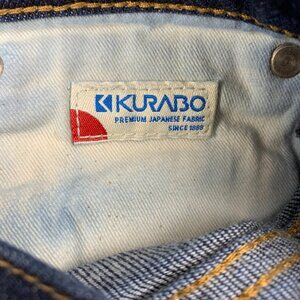 KURABO
PREMIUM JAPANESE FABRIC
SINCE 1888